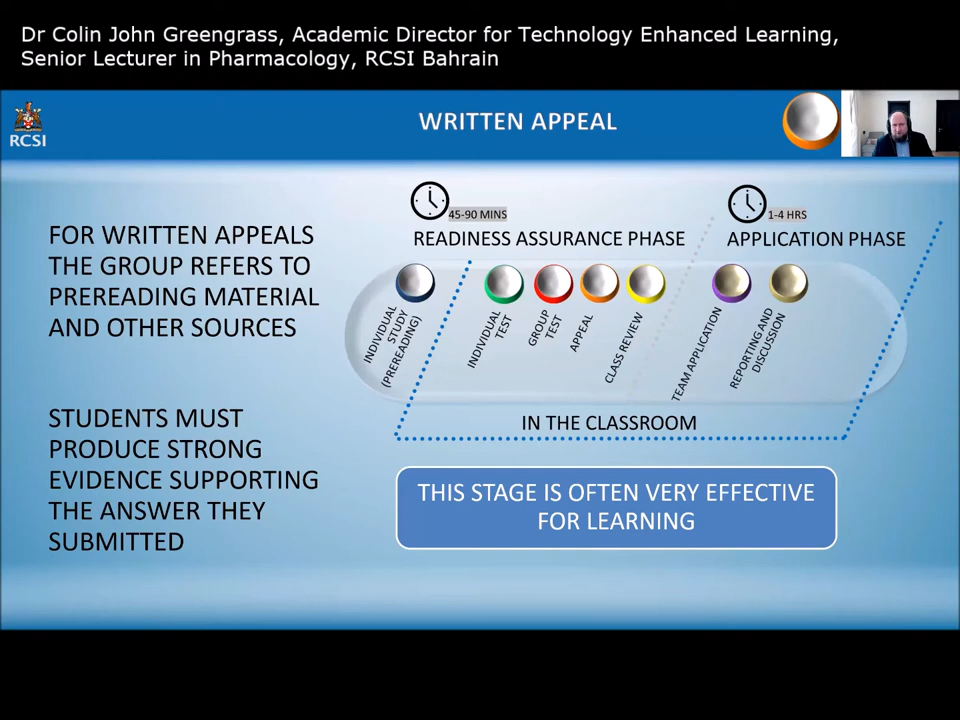 Dr Colin John Greengrass, Academic Director for Technology Enhanced Learning,
Senior Lecturer in Pharmacology, RCSI Bahrain
RCSI
WRITTEN APPEAL
FOR WRITTEN APPEALS
THE GROUP REFERS TO
PREREADING MATERIAL
AND OTHER SOURCES
STUDENTS MUST
PRODUCE STRONG
EVIDENCE SUPPORTING
THE ANSWER THEY
SUBMITTED
45-90 MINS
READINESS ASSURANCE PHASE
1-4 HRS
APPLICATION PHASE
INDIVIDUAL
STUDY
(PREREADING)
INDIVIDUAL
TEST
GROUP
TEST
APPEAL
CLASS REVIEW
TEAM APPLICATION
REPORTING AND
DISCUSSION
IN THE CLASSROOM
THIS STAGE IS OFTEN VERY EFFECTIVE
FOR LEARNING